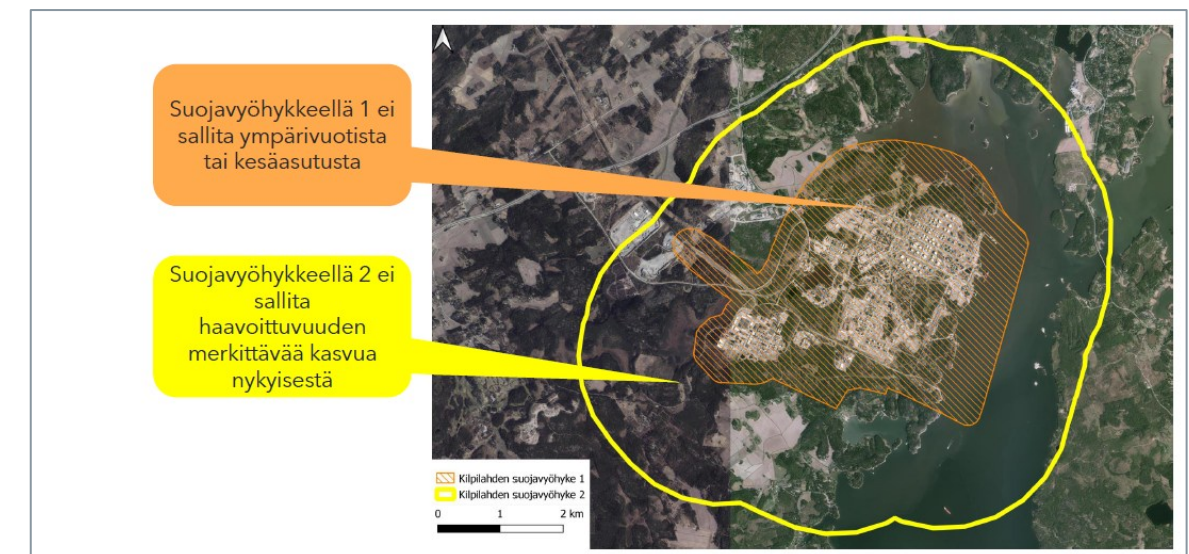 Suojavyöhykkeellä 1 ei
sallita ympärivuotista
tai kesäasutusta
Suojavyöhykkeellä 2 ei
sallita
haavoittuvuuden
merkittävää kasvua
nykyisestä
Kilpilahden suojavyöhyke 1
Kilpilahden suojavyöhyke 2
0 1 2 km